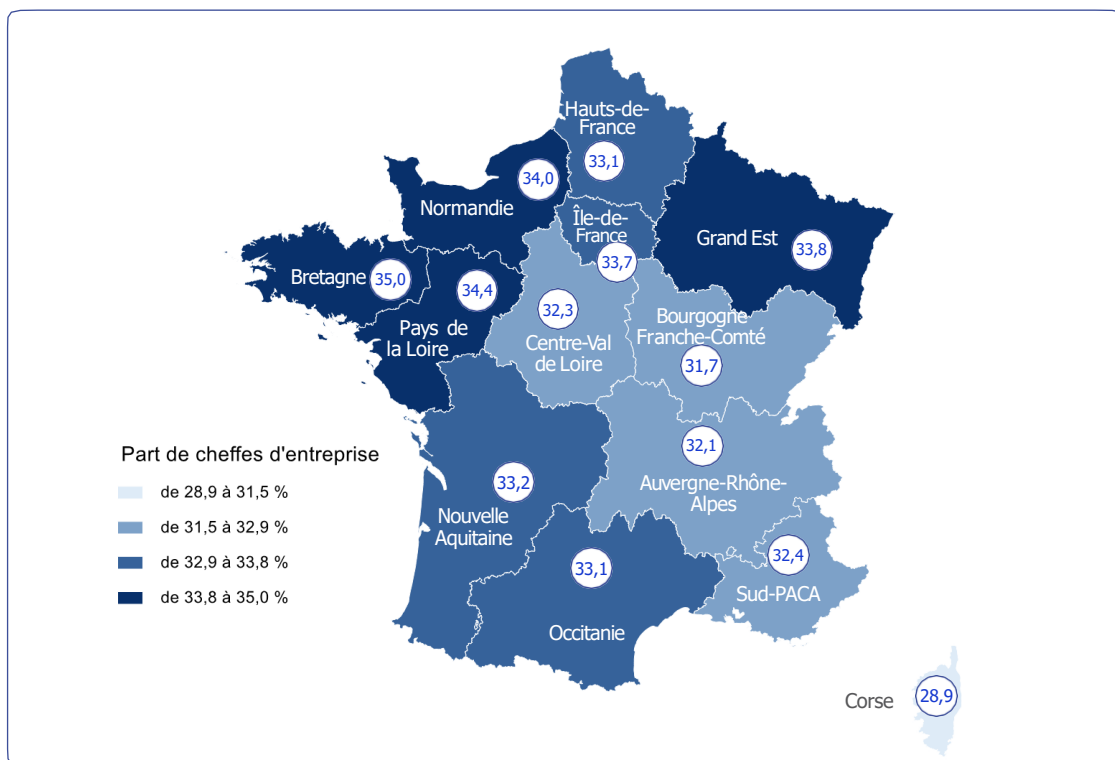 Hauts-de-
France
33,1
34,0
Normandie
Île-de-
France
33,7
Grand Est
33,8
Bretagne
35,0
34,4
Pays de
la Loire
32,3
Centre-Val
de Loire
Bourgogne
Franche-Comté
31,7
Part de cheffes d'entreprise
de 28,9 à 31,5 %
de 31,5 à 32,9 %
de 32,9 à 33,8 %
de 33,8 à 35,0 %
33,2
Nouvelle
Aquitaine
32,1
Auvergne-Rhône-
Alpes
33,1
Occitanie
32,4
Sud-PACA
Corse
28,9